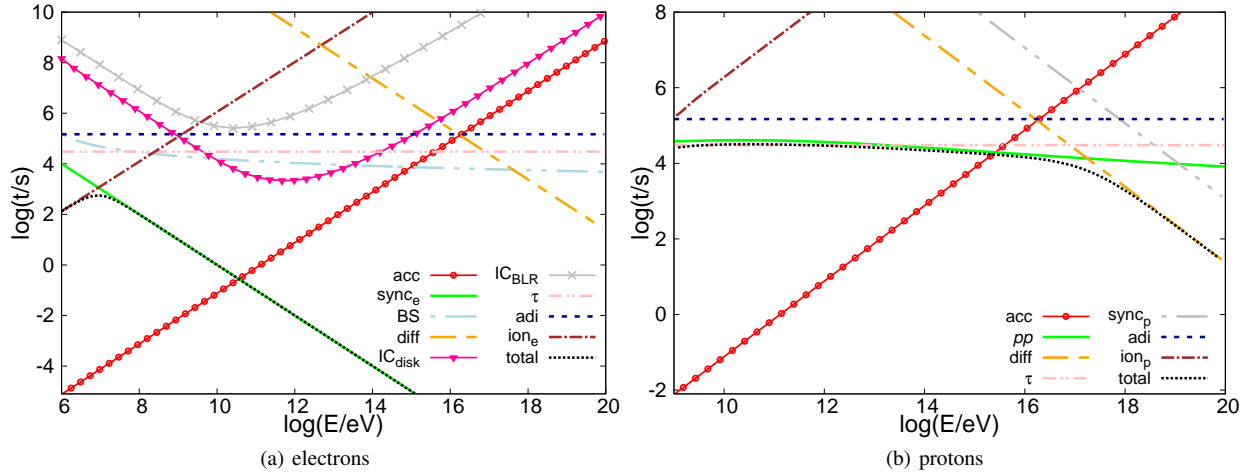 log(t/s)
10
8
6
4
2
0
-2
-4
6
8
10
12
14
16
18
20
log(E/eV)
acc
sync_e
BS
diff
IC_disk
IC_BLR
τ
adi
ion_e
total
(a) electrons
log(t/s)
8
6
4
2
0
-2
10
12
14
16
18
20
log(E/eV)
acc
pp
diff
τ
sync_p
adi
ion_p
total
(b) protons